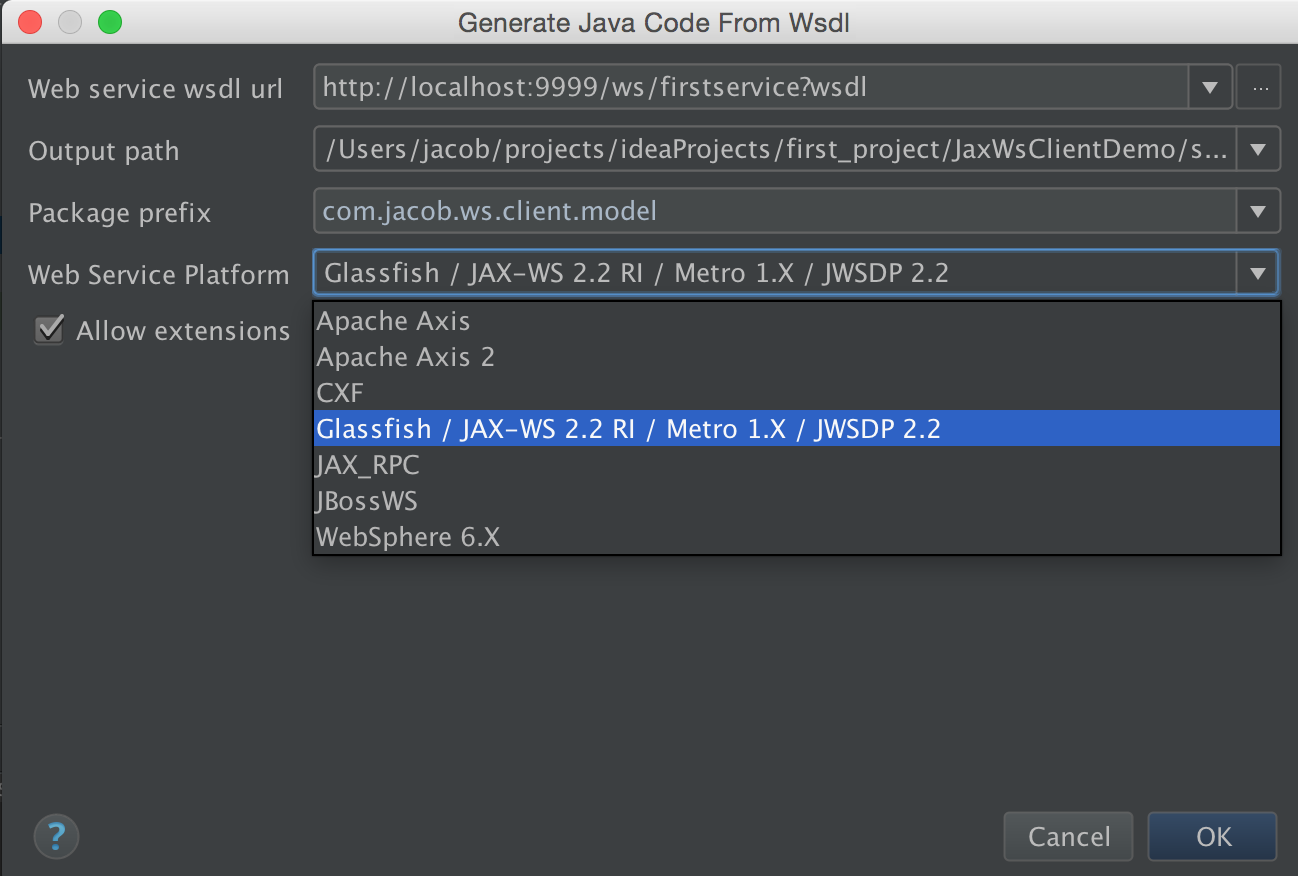 Generate Java Code From Wsdl
Web service wsdl url http://localhost:9999/ws/firstservice?wsdl ...
Output path /Users/jacob/projects/ideaProjects/first_project/JaxWsClientDemo/s...
Package prefix com.jacob.ws.client.model
Web Service Platform Glassfish / JAX-WS 2.2 RI / Metro 1.X / JWSDP 2.2
Allow extensions
Apache Axis
Apache Axis 2
CXF
Glassfish / JAX-WS 2.2 RI / Metro 1.X / JWSDP 2.2
JAX_RPC
JBossWS
WebSphere 6.X
? Cancel OK